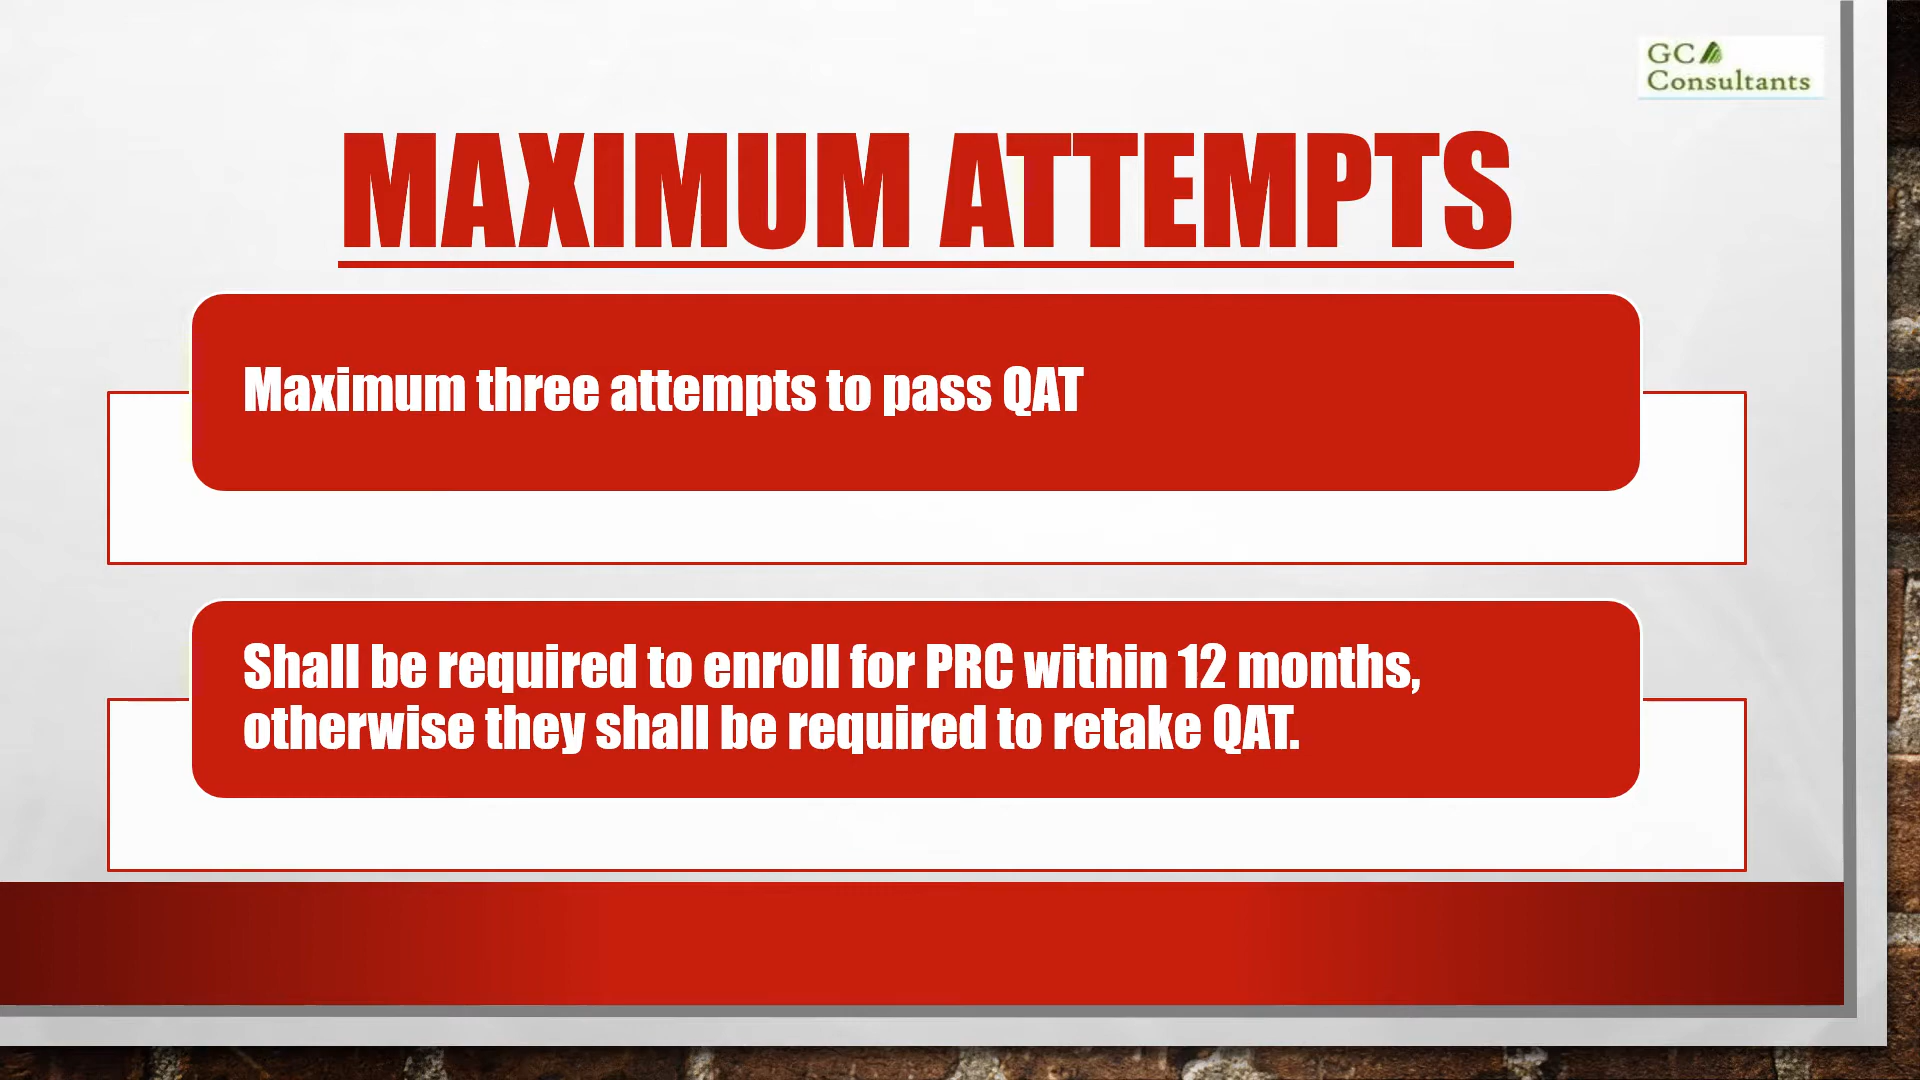 GC
Consultants
MAXIMUM ATTEMPTS
Maximum three attempts to pass QAT
Shall be required to enroll for PRC within 12 months,
otherwise they shall be required to retake QAT.